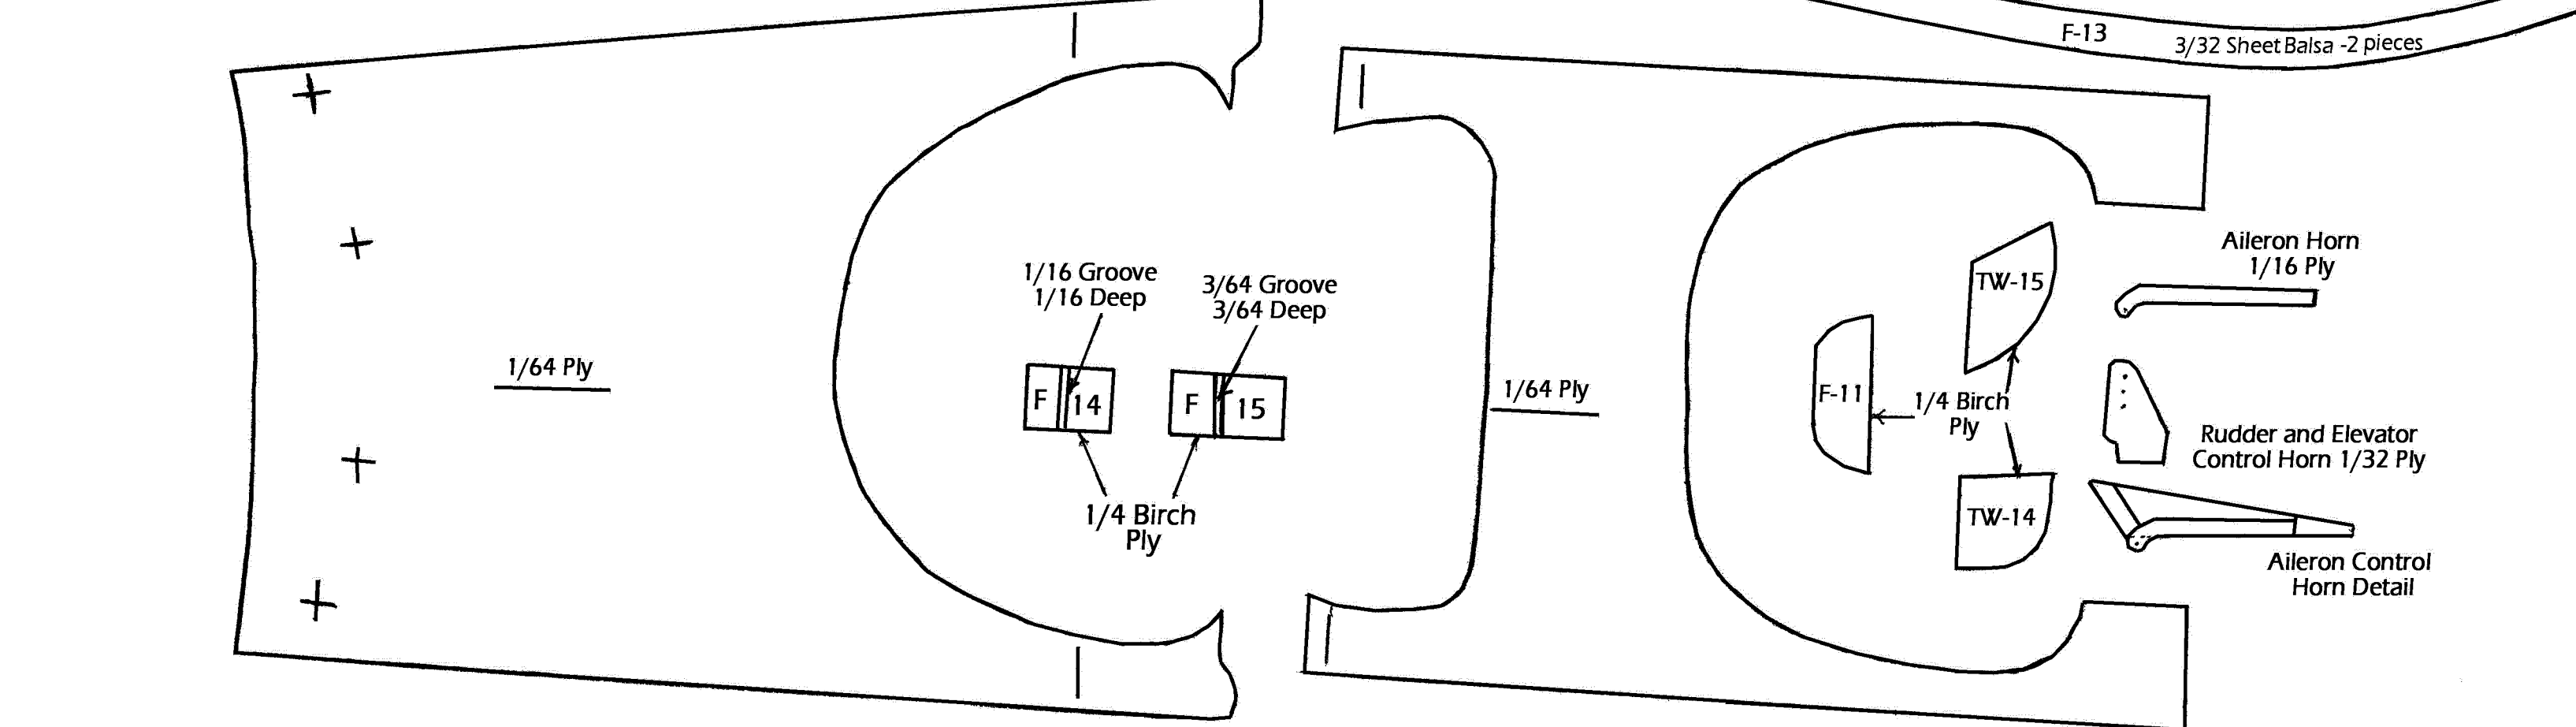 F-13
3/32 Sheet Balsa -2 pieces
Aileron Horn
1/16 Ply
1/16 Groove
1/16 Deep
3/64 Groove
3/64 Deep
TW-15
1/64 Ply
F 14
F 15
1/64 Ply
F-11
1/4 Birch
Ply
Rudder and Elevator
Control Horn 1/32 Ply
1/4 Birch
Ply
TW-14
Aileron Control
Horn Detail